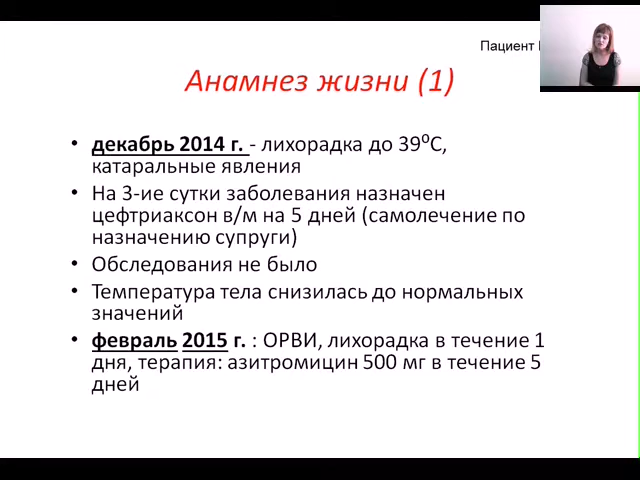 Пациент
Анамнез жизни (1)
• декабрь 2014 г. - лихорадка до 39⁰С,
катаральные явления
• На 3-ие сутки заболевания назначен
цефтриаксон в/м на 5 дней (самолечение по
назначению супруги)
• Обследования не было
• Температура тела снизилась до нормальных
значений
• февраль 2015 г. : ОРВИ, лихорадка в течение 1
дня, терапия: азитромицин 500 мг в течение 5
дней